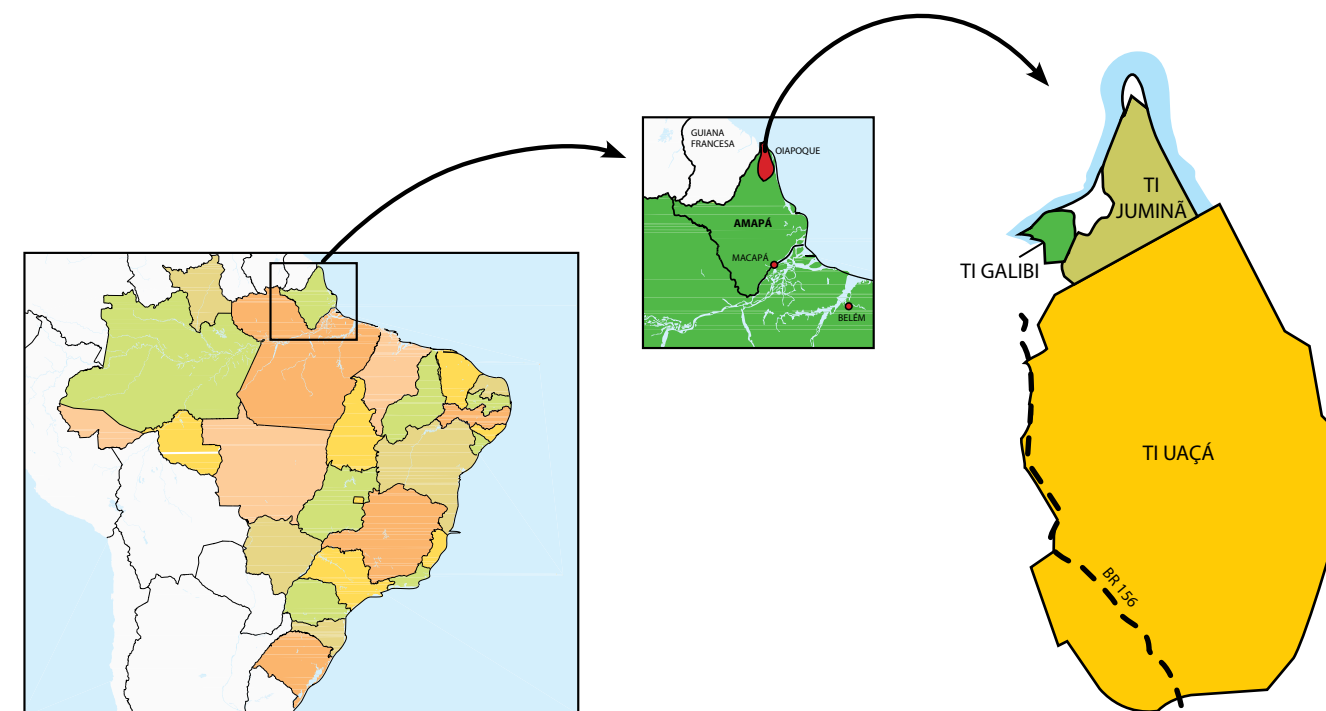 GUIANA
FRANCESA
OIAPOQUE
AMAPÁ
MACAPÁ
BELÉM
TI
JUMINÃ
TI GALIBI
TI UAÇÁ
BR 156